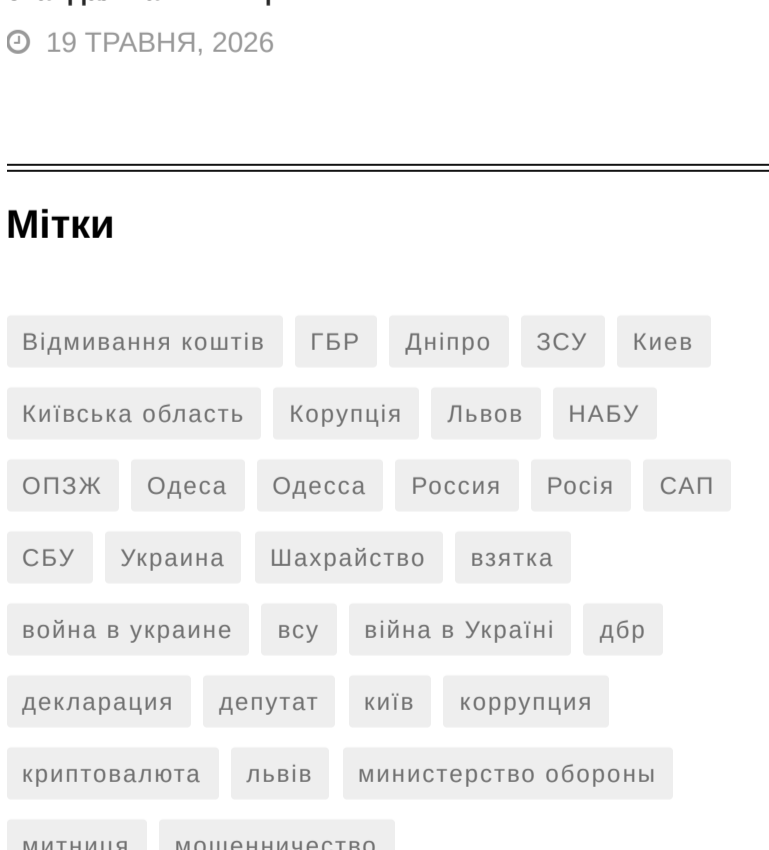 19 ТРАВНЯ, 2026
Мітки
Відмивання коштів ГБР Дніпро ЗСУ Киев
Київська область Корупція Львов НАБУ
ОПЗЖ Одеса Одесса Россия Росія САП
СБУ Украина Шахрайство взятка
война в украине всу війна в Україні дбр
декларация депутат київ коррупция
криптовалюта львів министерство обороны
митниця мошенничество